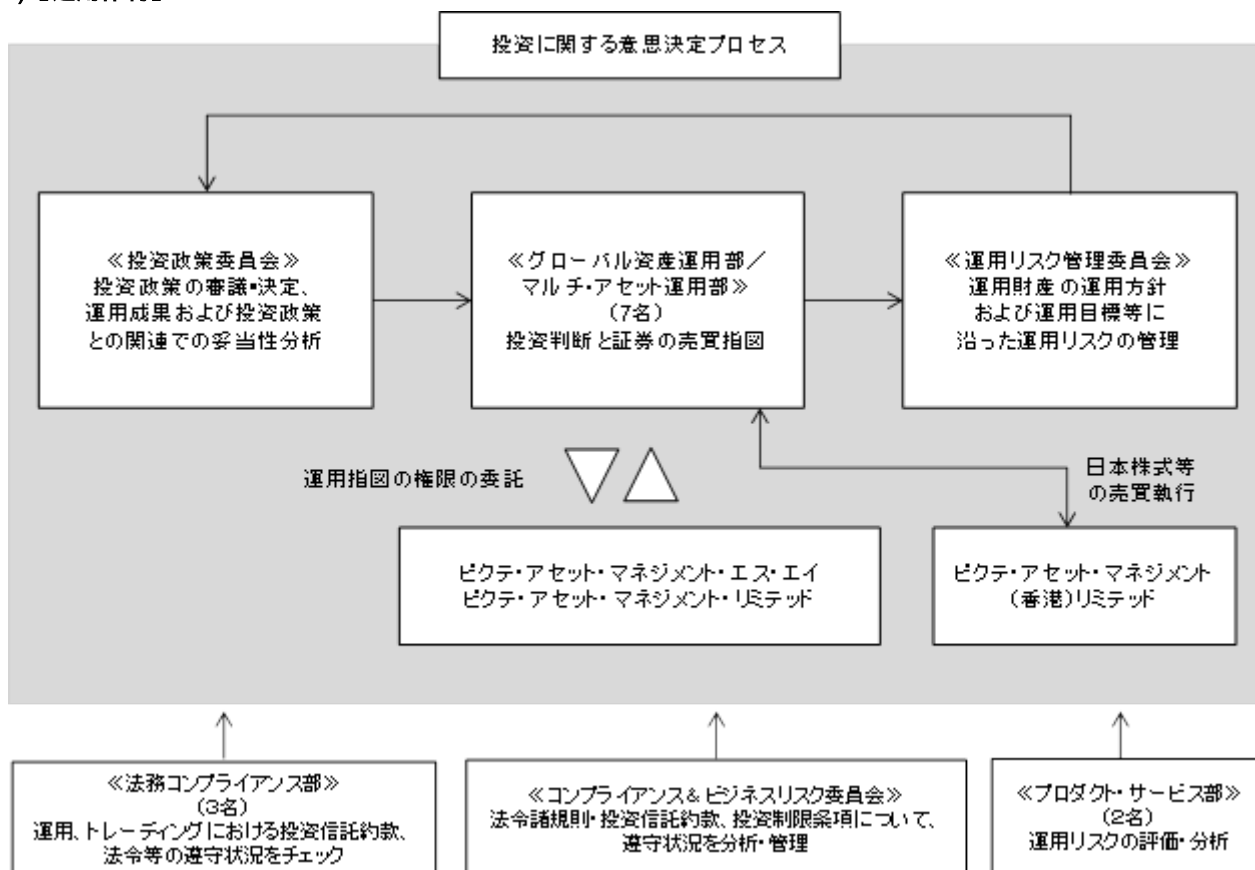 投資に関する意思決定プロセス
≪投資政策委員会≫
投資政策の審議・決定、
運用成果および投資政策
との関連での妥当性分析
≪グローバル資産運用部／
マルチ・アセット運用部≫
(7名)
投資判断と証券の売買指図
≪運用リスク管理委員会≫
運用財産の運用方針
および運用目標等に
沿った運用リスクの管理
運用指図の権限の委託
日本株式等
の売買執行
ピクテ・アセット・マネジメント・エス・エイ
ピクテ・アセット・マネジメント・リミテッド
ピクテ・アセット・マネジメント
(香港)リミテッド
≪法務コンプライアンス部≫
(3名)
運用、トレーディングにおける投資信託約款、
法令等の遵守状況をチェック
≪コンプライアンス＆ビジネスリスク委員会≫
法令諸規則・投資信託約款、投資制限条項について、
遵守状況を分析・管理
≪プロダクト・サービス部≫
(2名)
運用リスクの評価・分析